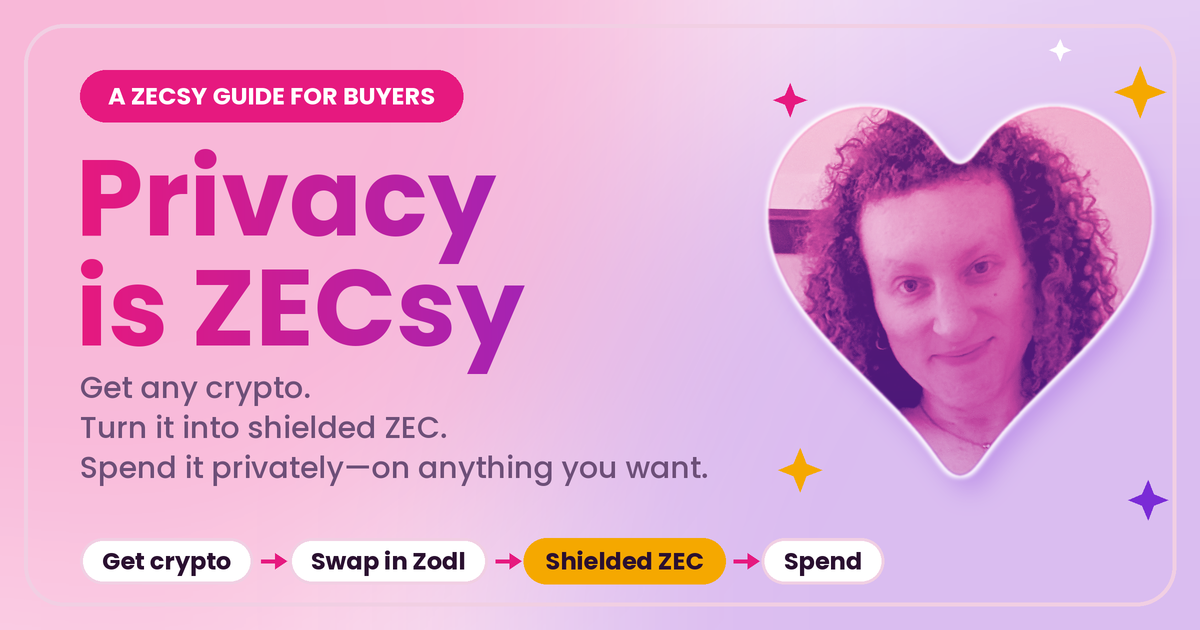 A ZECSY GUIDE FOR BUYERS
Privacy
is ZECsy
Get any crypto.
Turn it into shielded ZEC.
Spend it privately—on anything you want.
Get crypto
Swap in Zodl
Shielded ZEC
Spend